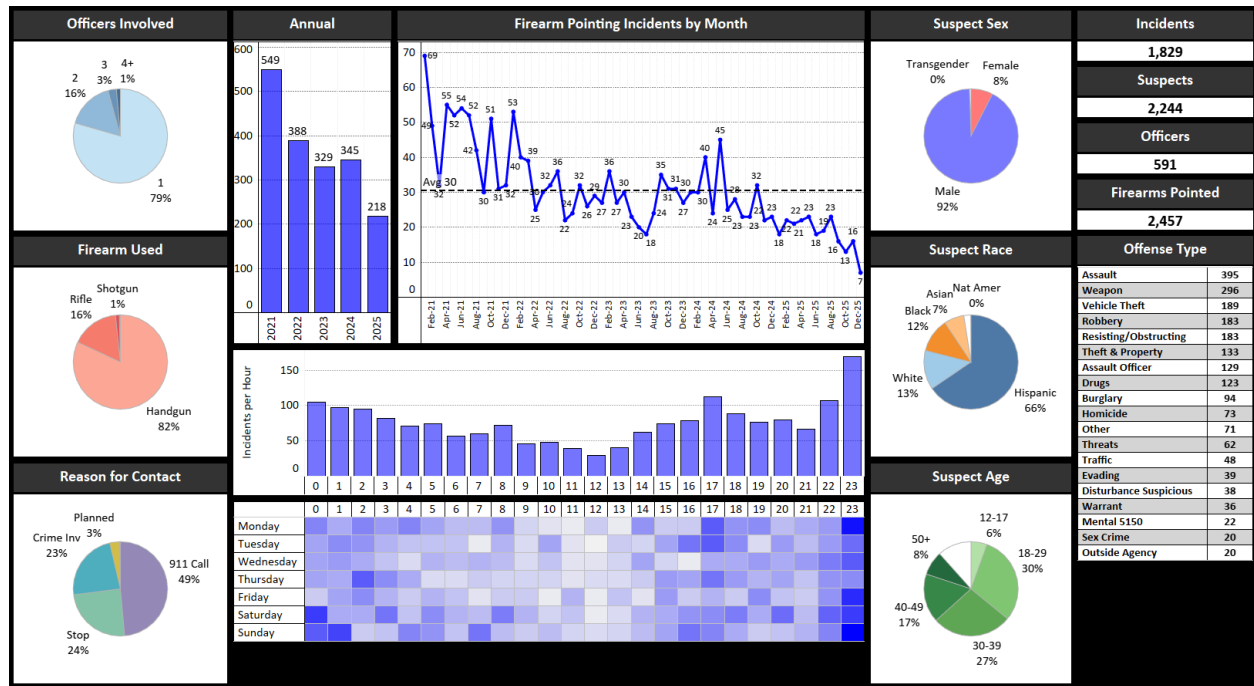 Officers Involved
4+
1%
3
3%
2
16%
1
79%
Firearm Used
Shotgun
1%
Rifle
16%
Handgun
82%
Reason for Contact
Planned
3%
Crime Inv
23%
911 Call
49%
Stop
24%
Annual
600
500
400
300
200
100
0
549
388
329
345
218
2021
2022
2023
2024
2025
Firearm Pointing Incidents by Month
70
60
50
40
30
20
10
0
Avg 30
69
49
32
55
52
54
52
42
30
51
31
32
53
40
39
25
30
32
36
22
24
32
26
29
27
36
27
30
23
20
18
24
35
31
31
27
30
40
24
45
25
28
23
23
32
22
23
18
22
21
22
23
18
19
23
16
13
16
7
Feb-21
Apr-21
Jun-21
Aug-21
Oct-21
Dec-21
Feb-22
Apr-22
Jun-22
Aug-22
Oct-22
Dec-22
Feb-23
Apr-23
Jun-23
Aug-23
Oct-23
Dec-23
Feb-24
Apr-24
Jun-24
Aug-24
Oct-24
Dec-24
Feb-25
Apr-25
Jun-25
Aug-25
Oct-25
Dec-25
Incidents per Hour
150
100
50
0
0 1 2 3 4 5 6 7 8 9 10 11 12 13 14 15 16 17 18 19 20 21 22 23
0 1 2 3 4 5 6 7 8 9 10 11 12 13 14 15 16 17 18 19 20 21 22 23
Monday
Tuesday
Wednesday
Thursday
Friday
Saturday
Sunday
Suspect Sex
Transgender
0%
Female
8%
Male
92%
Suspect Race
Nat Amer
0%
Asian
7%
Black
12%
White
13%
Hispanic
66%
Suspect Age
12-17
6%
18-29
30%
50+
8%
40-49
17%
30-39
27%
Incidents
1,829
Suspects
2,244
Officers
591
Firearms Pointed
2,457
Offense Type
Assault 395
Weapon 296
Vehicle Theft 189
Robbery 183
Resisting/Obstructing 183
Theft & Property 133
Assault Officer 129
Drugs 123
Burglary 94
Homicide 73
Other 71
Threats 62
Traffic 48
Evading 39
Disturbance Suspicious 38
Warrant 36
Mental 5150 22
Sex Crime 20
Outside Agency 20